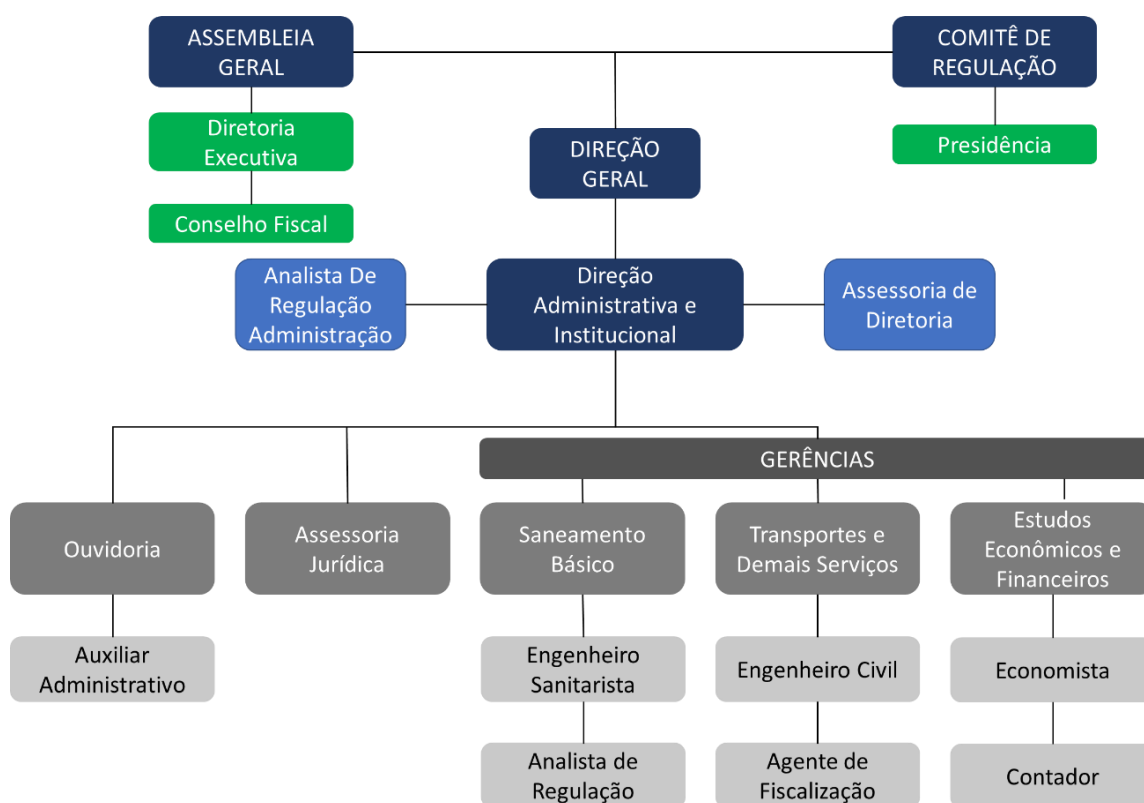 ASSEMBLEIA
GERAL
COMITÊ DE
REGULAÇÃO
Diretoria
Executiva
DIREÇÃO
GERAL
Presidência
Conselho Fiscal
Analista De
Regulação
Administração
Direção
Administrativa e
Institucional
Assessoria de
Diretoria
GERÊNCIAS
Ouvidoria
Assessoria
Jurídica
Saneamento
Básico
Transportes e
Demais Serviços
Estudos
Econômicos e
Financeiros
Auxiliar
Administrativo
Engenheiro
Sanitarista
Engenheiro Civil
Economista
Analista de
Regulação
Agente de
Fiscalização
Contador